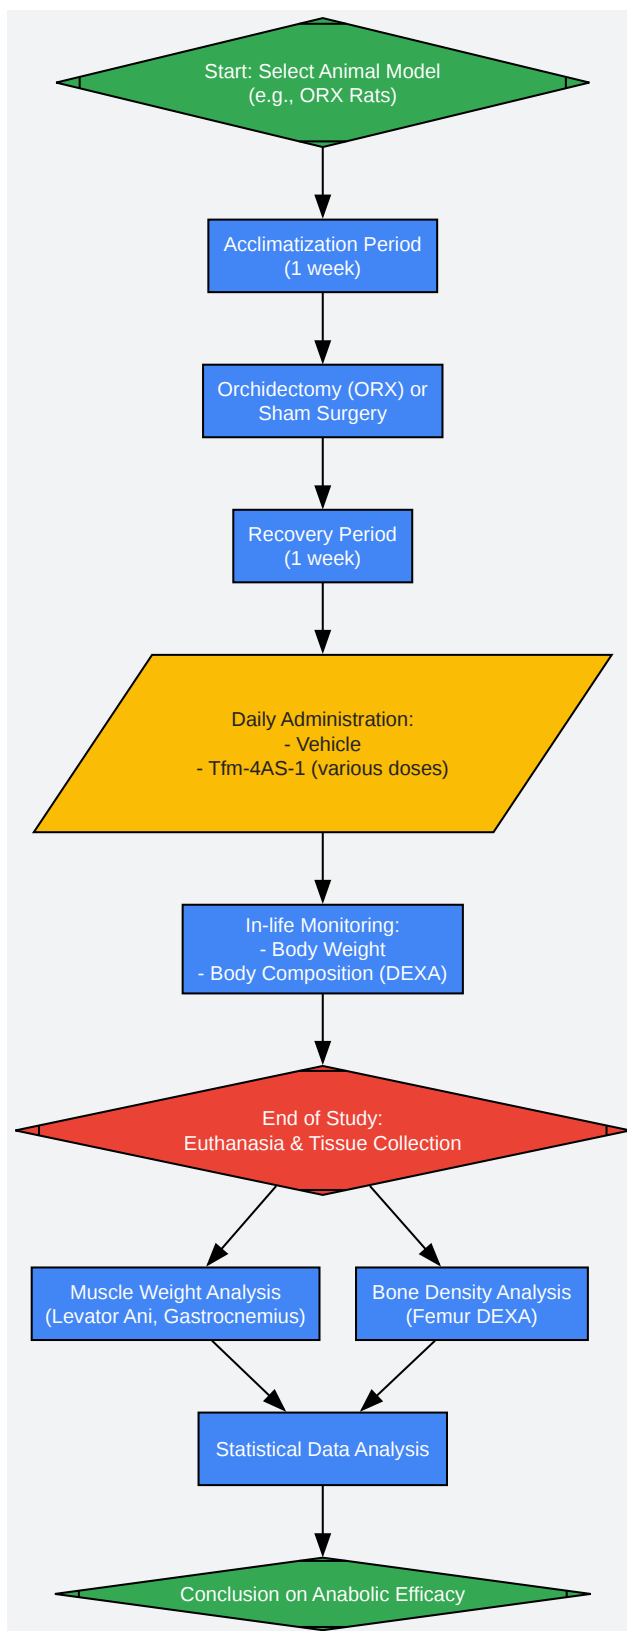 Start: Select Animal Model
(e.g., ORX Rats)
Acclimatization Period
(1 week)
Orchidectomy (ORX) or
Sham Surgery
Recovery Period
(1 week)
Daily Administration:
- Vehicle
- Tfm-4AS-1 (various doses)
In-life Monitoring:
- Body Weight
- Body Composition (DEXA)
End of Study:
Euthanasia & Tissue Collection
Muscle Weight Analysis
(Levator Ani, Gastrocnemius)
Bone Density Analysis
(Femur DEXA)
Statistical Data Analysis
Conclusion on Anabolic Efficacy